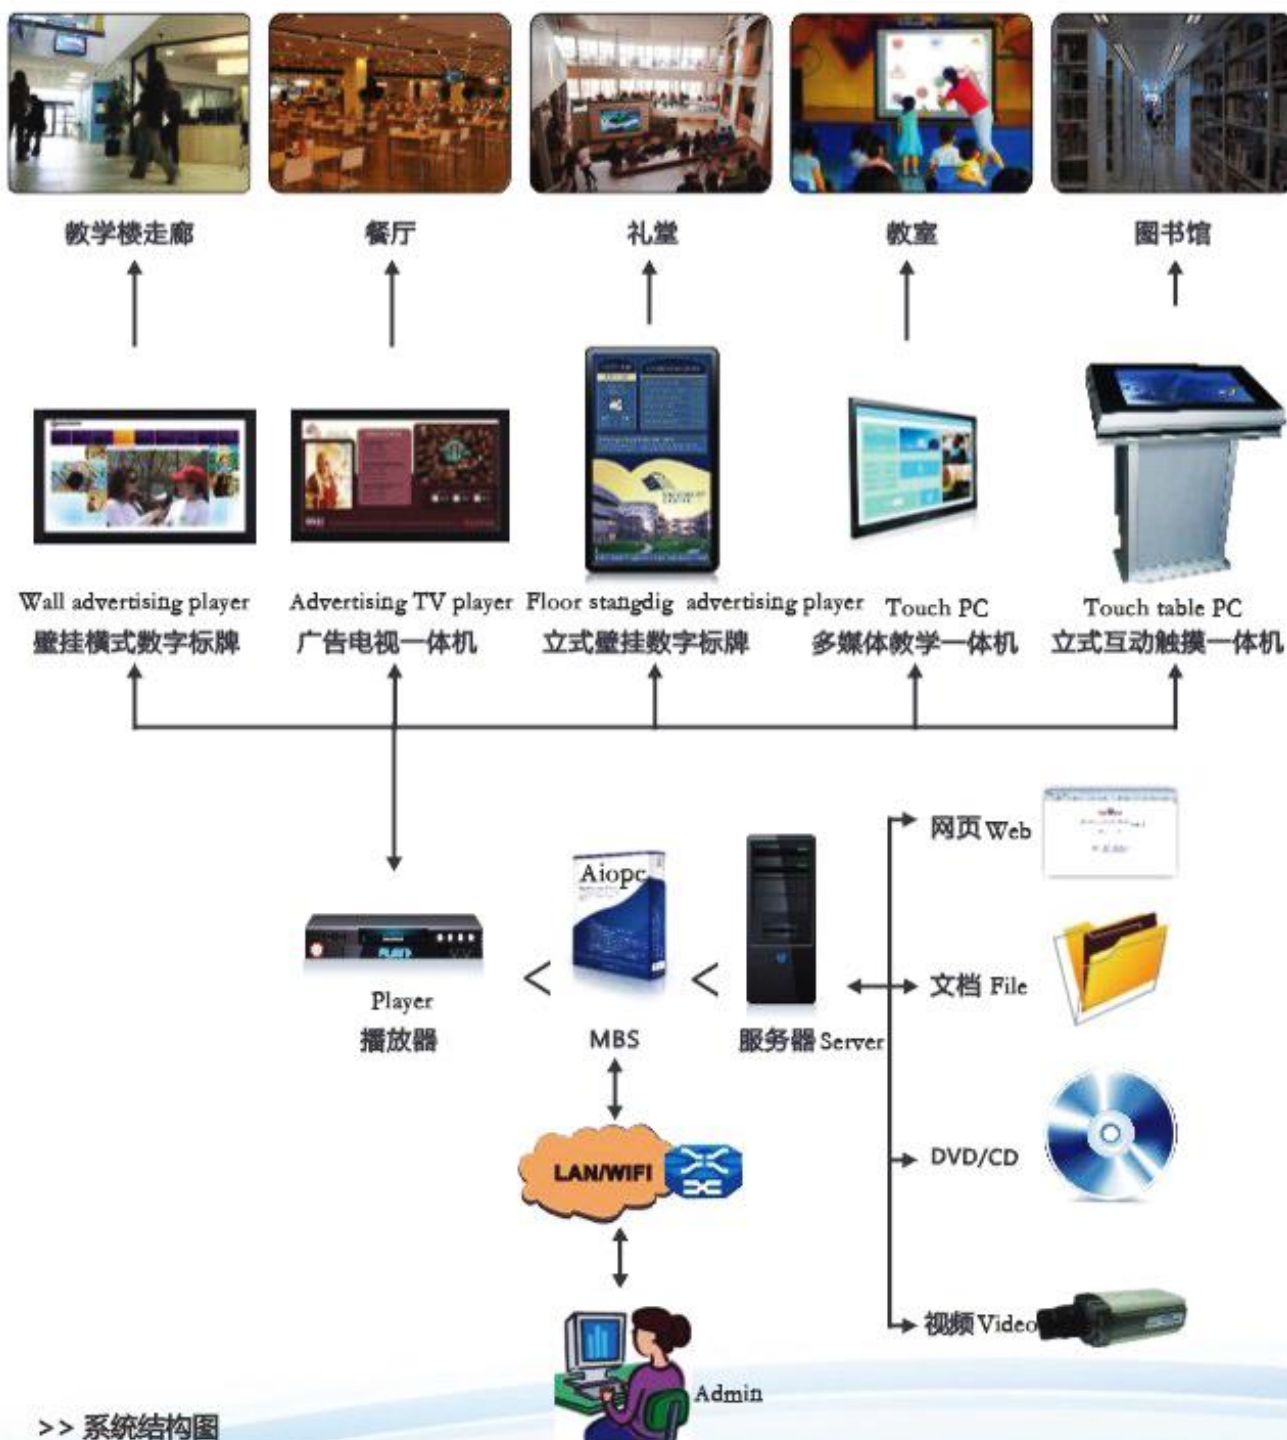 教学楼走廊
餐厅
礼堂
教室
图书馆
Wall advertising player
壁挂横式数字标牌
Advertising TV player
广告电视一体机
Floor stangdig advertising player
立式壁挂数字标牌
Touch PC
多媒体教学一体机
Touch table PC
立式互动触摸一体机
网页 Web
Aiopc
PLAY
<
<
文档 File
Player
播放器
MBS
服务器 Server
DVD/CD
LAN/WIFI
视频 Video
Admin
>> 系统结构图